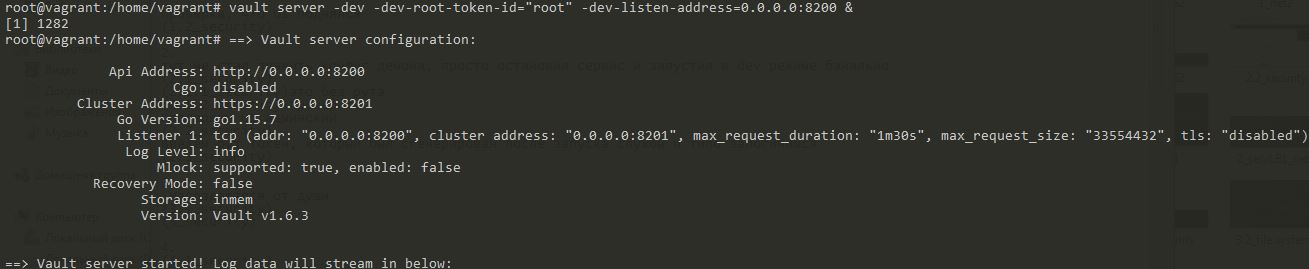 root@vagrant:/home/vagrant# vault server -dev -dev-root-token-id="root" -dev-listen-address=0.0.0.0:8200 &
[1] 1282
root@vagrant:/home/vagrant# ==> Vault server configuration:
Api Address: http://0.0.0.0:8200
Cgo: disabled
Cluster Address: https://0.0.0.0:8201
Go Version: go1.15.7
Listener 1: tcp (addr: "0.0.0.0:8200", cluster address: "0.0.0.0:8201", max_request_duration: "1m30s", max_request_size: "33554432", tls: "disabled")
Log Level: info
Mlock: supported: true, enabled: false
Recovery Mode: false
Storage: inmem
Version: Vault v1.6.3
==> Vault server started! Log data will stream in below: